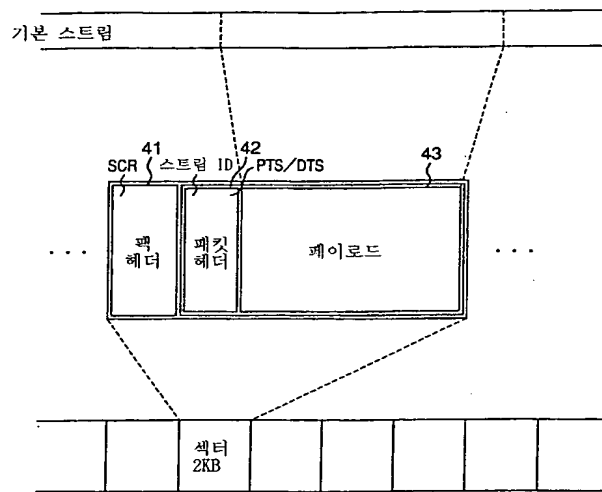 기본 스트림
41 42 43
SCR 스트림 ID PTS/DTS
팩
헤더
패킷
헤더
페이로드
... ...
섹터
2KB